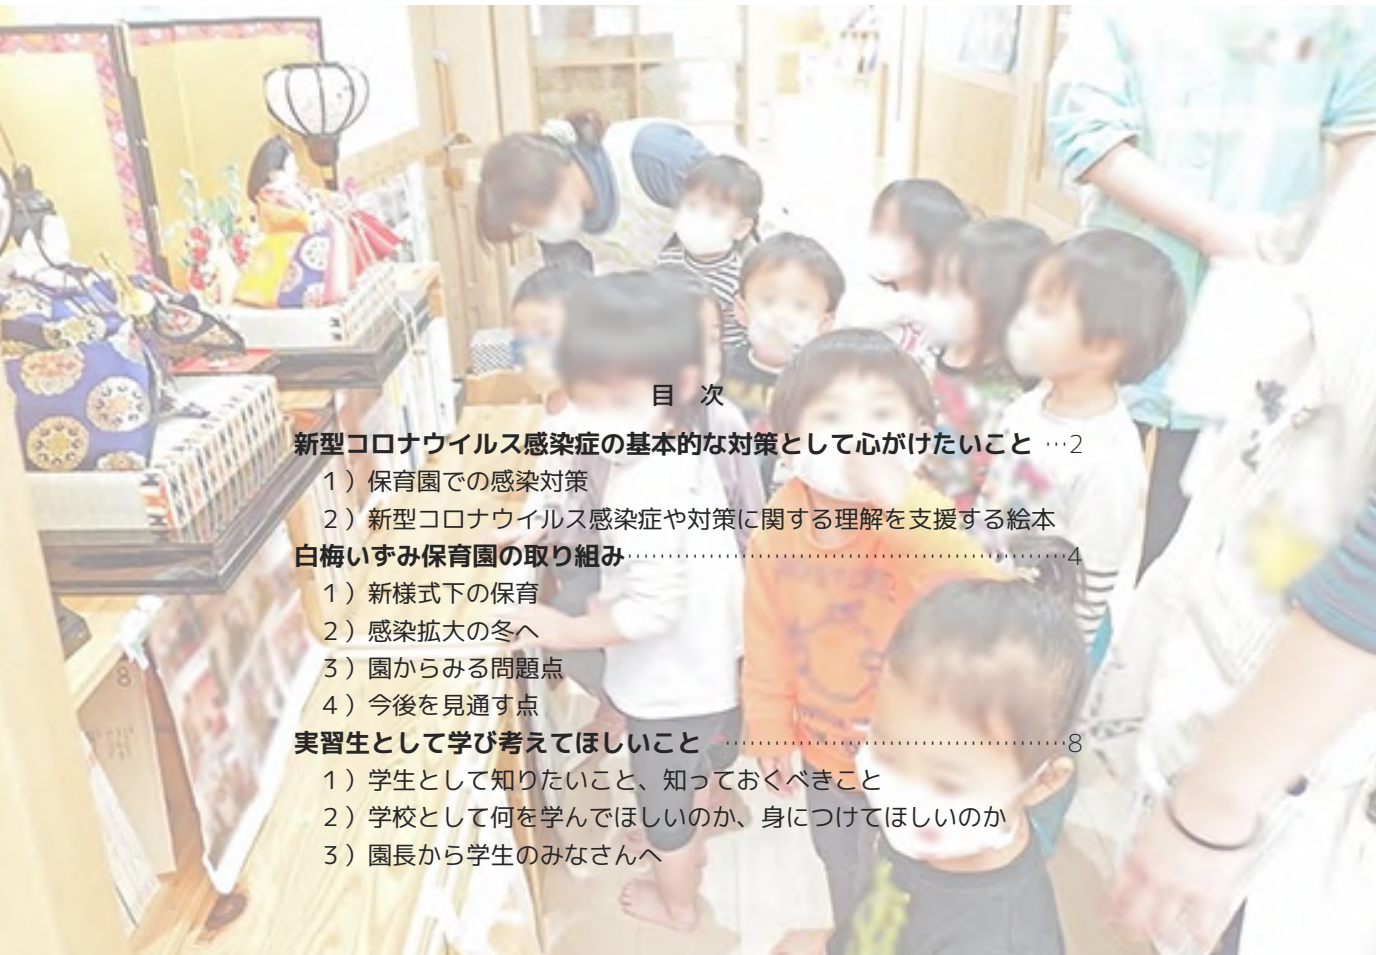 目 次
新型コロナウイルス感染症の基本的な対策として心がけたいこと …2
１）保育園での感染対策
２）新型コロナウイルス感染症や対策に関する理解を支援する絵本
白梅いずみ保育園の取り組み……………………………………………………4
１）新様式下の保育
２）感染拡大の冬へ
３）園からみる問題点
４）今後を見通す点
実習生として学び考えてほしいこと ………………………………………8
１）学生として知りたいこと、知っておくべきこと
２）学校として何を学んでほしいのか、身につけてほしいのか
３）園長から学生のみなさんへ